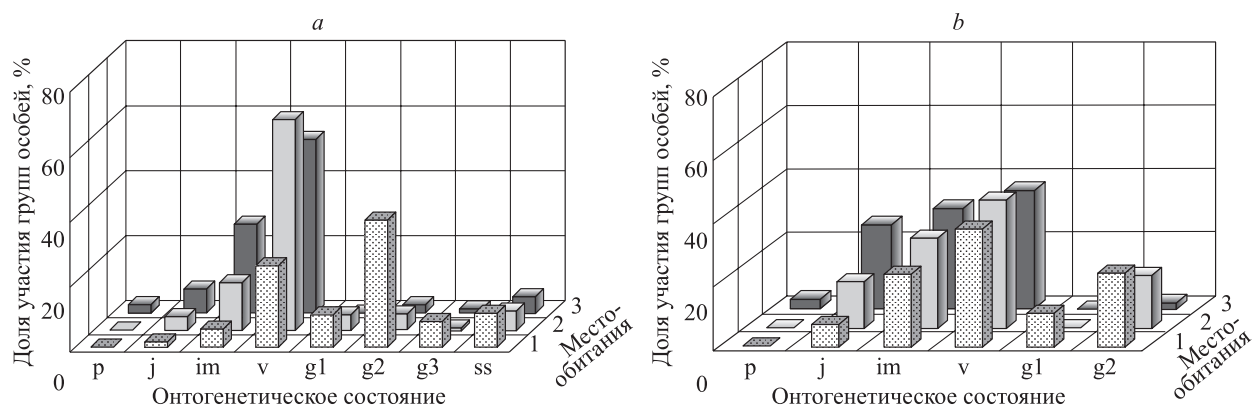 a
Доля участия групп особей, %
80
60
40
20
0
p j im v g1 g2 g3 ss
1
2
3
Место-
обитания
Онтогенетическое состояние
b
Доля участия групп особей, %
80
60
40
20
0
p j im v g1 g2
1
2
3
Место-
обитания
Онтогенетическое состояние